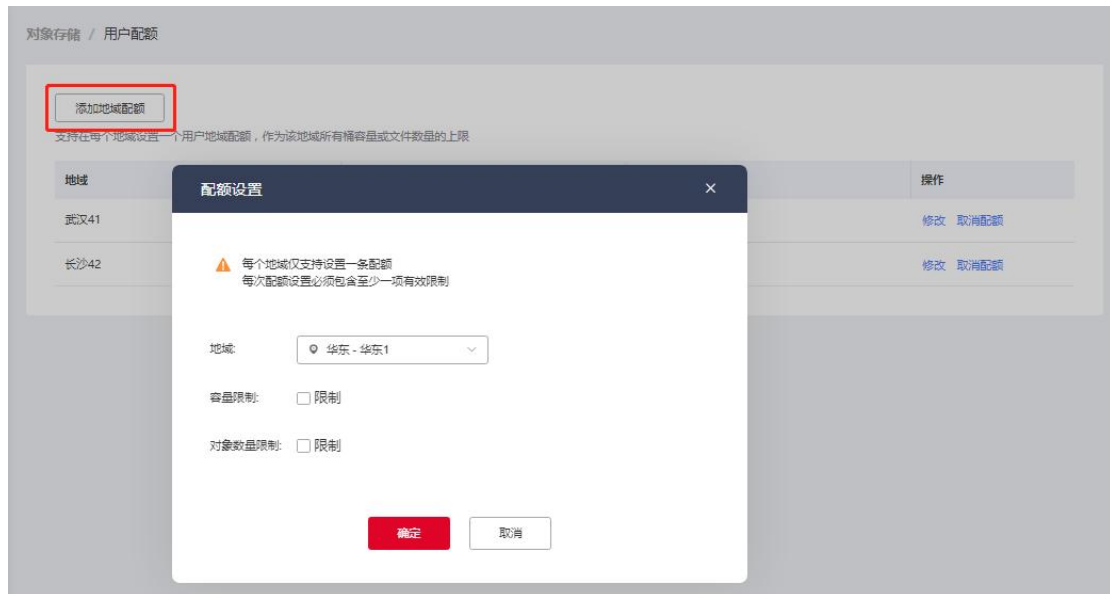 对象存储 / 用户配额
添加地域配额
支持在每个地域设置一个用户地域配额，作为该地域所有桶容量或文件数量的上限
地域 操作
配额设置
武汉41 修改 取消配额
每个地域仅支持设置一条配额
长沙42 修改 取消配额
每次配额设置必须包含至少一项有效限制
地域: 华东 - 华东1
容量限制: 限制
对象数量限制: 限制
确定 取消